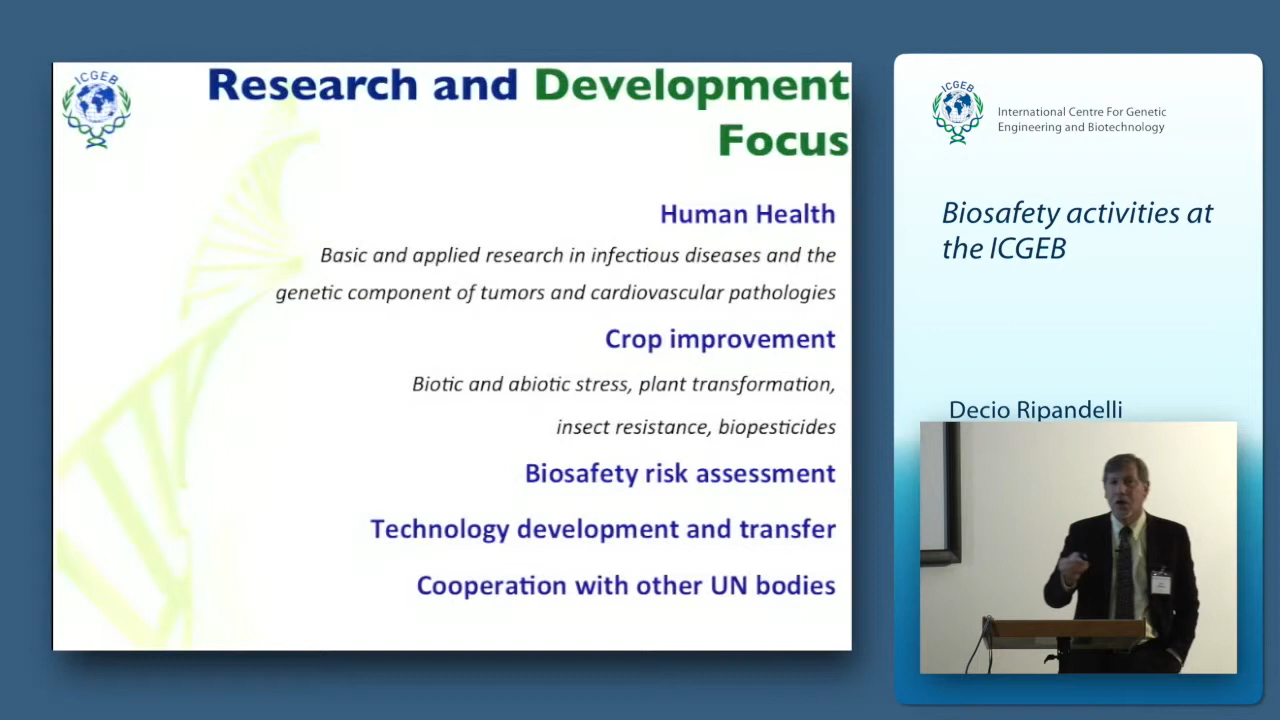 ICGEB
Research and Development
Focus
Human Health
Basic and applied research in infectious diseases and the
genetic component of tumors and cardiovascular pathologies
Crop improvement
Biotic and abiotic stress, plant transformation,
insect resistance, biopesticides
Biosafety risk assessment
Technology development and transfer
Cooperation with other UN bodies
ICGEB
International Centre For Genetic
Engineering and Biotechnology
Biosafety activities at
the ICGEB
Decio Ripandelli